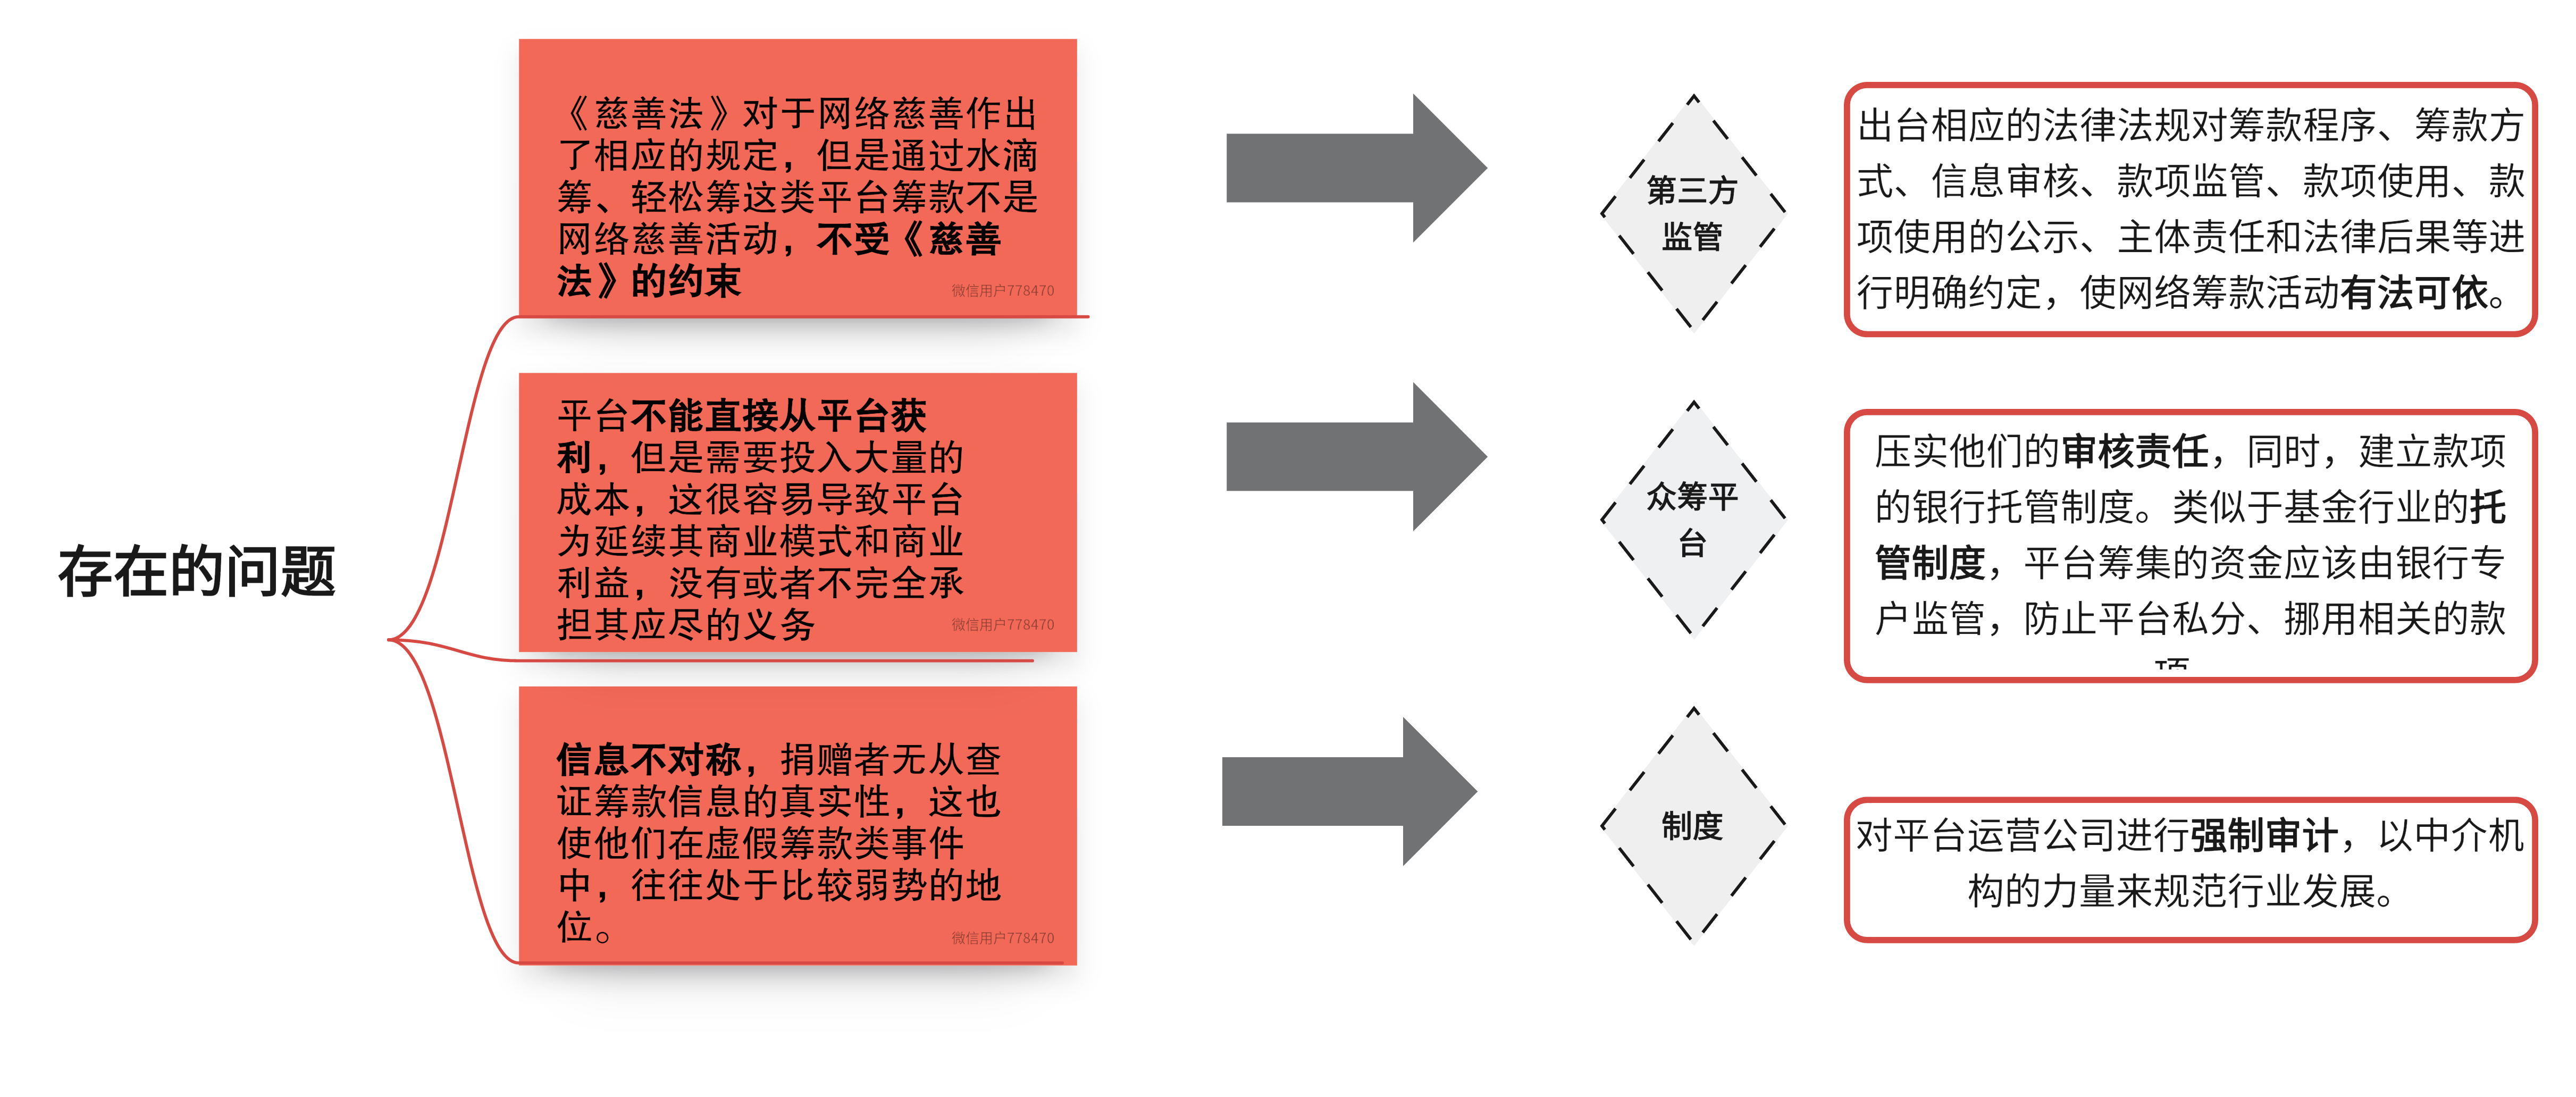 存在的问题
《慈善法》对于网络慈善作出
了相应的规定，但是通过水滴
筹、轻松筹这类平台筹款不是
网络慈善活动，不受《慈善
法》的约束
微信用户778470
平台不能直接从平台获
利，但是需要投入大量的
成本，这很容易导致平台
为延续其商业模式和商业
利益，没有或者不完全承
担其应尽的义务
微信用户778470
信息不对称，捐赠者无从查
证筹款信息的真实性，这也
使他们在虚假筹款类事件
中，往往处于比较弱势的地
位。
微信用户778470
第三方
监管
出台相应的法律法规对筹款程序、筹款方
式、信息审核、款项监管、款项使用、款
项使用的公示、主体责任和法律后果等进
行明确约定，使网络筹款活动有法可依。
众筹平
台
压实他们的审核责任，同时，建立款项
的银行托管制度。类似于基金行业的托
管制度，平台筹集的资金应该由银行专
户监管，防止平台私分、挪用相关的款
制度
对平台运营公司进行强制审计，以中介机
构的力量来规范行业发展。